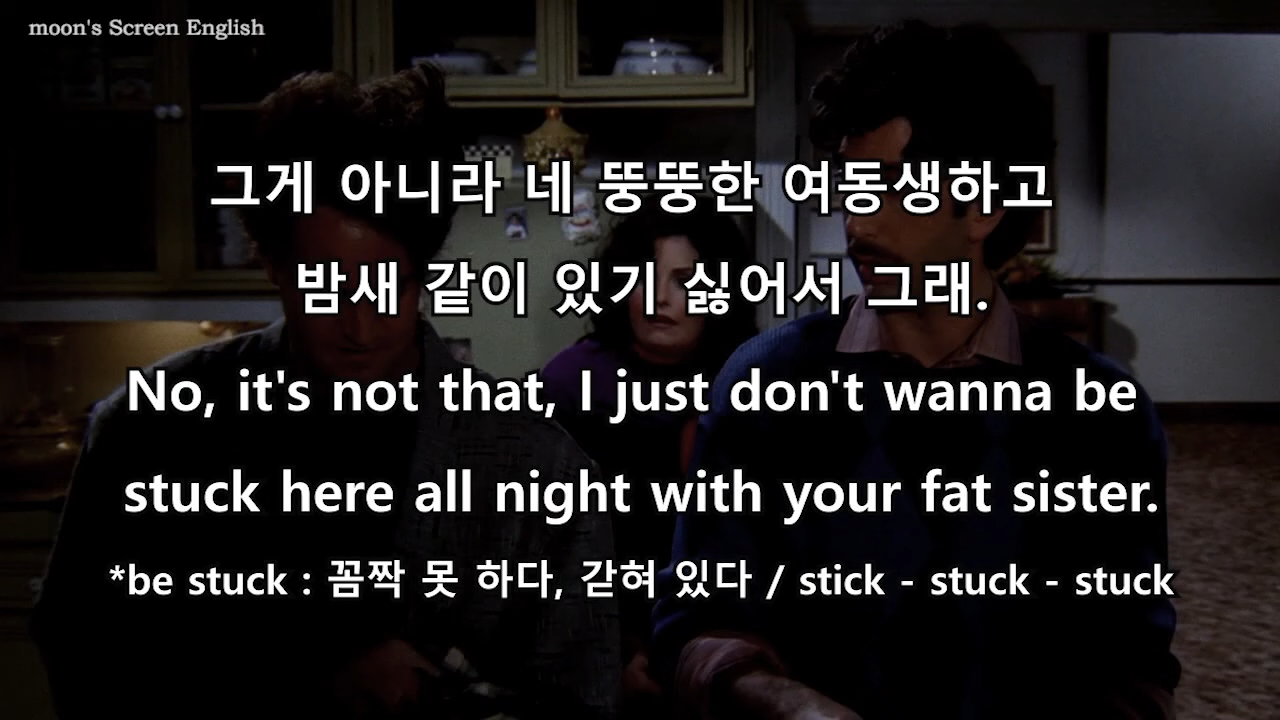 moon's Screen English
그게 아니라 네 뚱뚱한 여동생하고
밤새 같이 있기 싫어서 그래.
No, it's not that, I just don't wanna be
stuck here all night with your fat sister.
*be stuck : 꼼짝 못 하다, 갇혀 있다 / stick - stuck - stuck